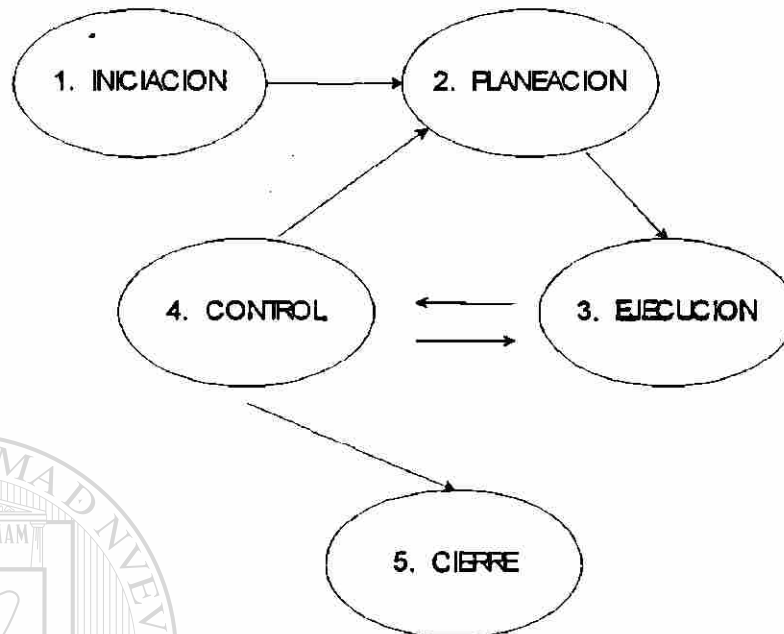 1. INICIACION
2. PLANEACION
4. CONTROL
3. EJECUCION
5. CIERRE